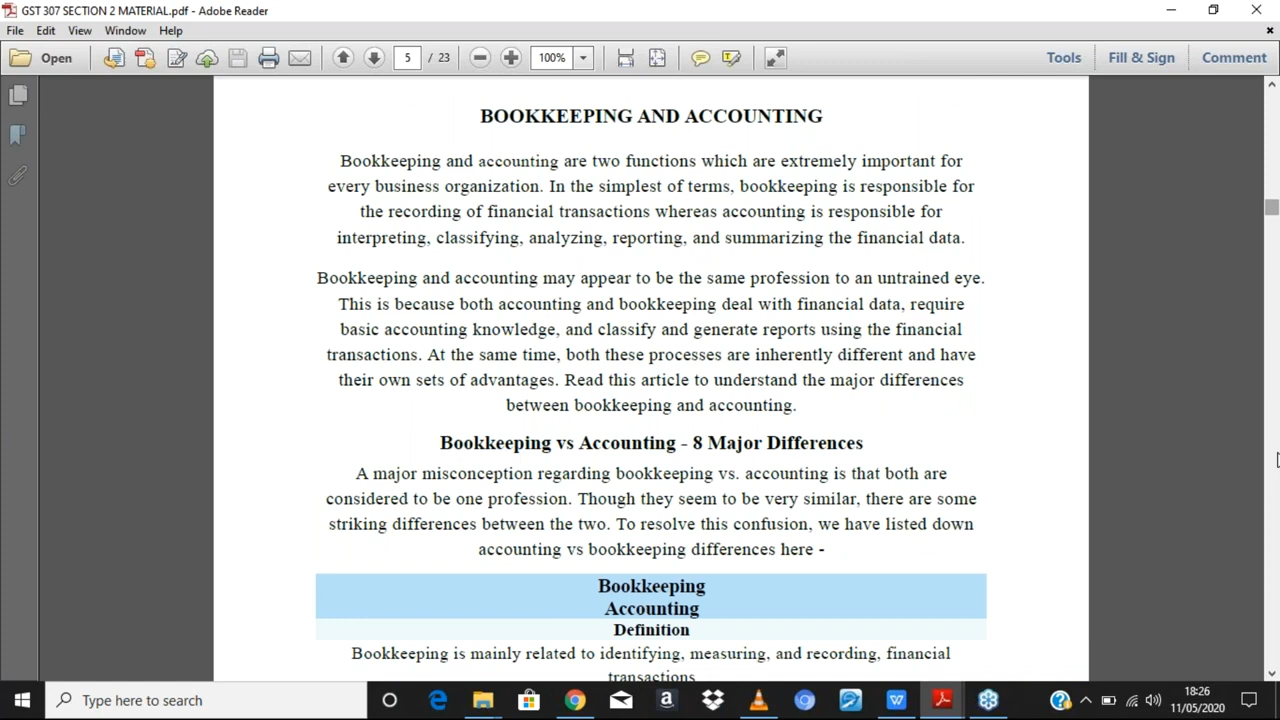 GST 307 SECTION 2 MATERIAL.pdf - Adobe Reader
File Edit View Window Help
Open 5 / 23 100% Tools Fill & Sign Comment
BOOKKEEPING AND ACCOUNTING
Bookkeeping and accounting are two functions which are extremely important for
every business organization. In the simplest of terms, bookkeeping is responsible for
the recording of financial transactions whereas accounting is responsible for
interpreting, classifying, analyzing, reporting, and summarizing the financial data.
Bookkeeping and accounting may appear to be the same profession to an untrained eye.
This is because both accounting and bookkeeping deal with financial data, require
basic accounting knowledge, and classify and generate reports using the financial
transactions. At the same time, both these processes are inherently different and have
their own sets of advantages. Read this article to understand the major differences
between bookkeeping and accounting.
Bookkeeping vs Accounting - 8 Major Differences
A major misconception regarding bookkeeping vs. accounting is that both are
considered to be one profession. Though they seem to be very similar, there are some
striking differences between the two. To resolve this confusion, we have listed down
accounting vs bookkeeping differences here -
Bookkeeping
Accounting
Definition
Bookkeeping is mainly related to identifying, measuring, and recording, financial
transactions
Type here to search
18:26
11/05/2020